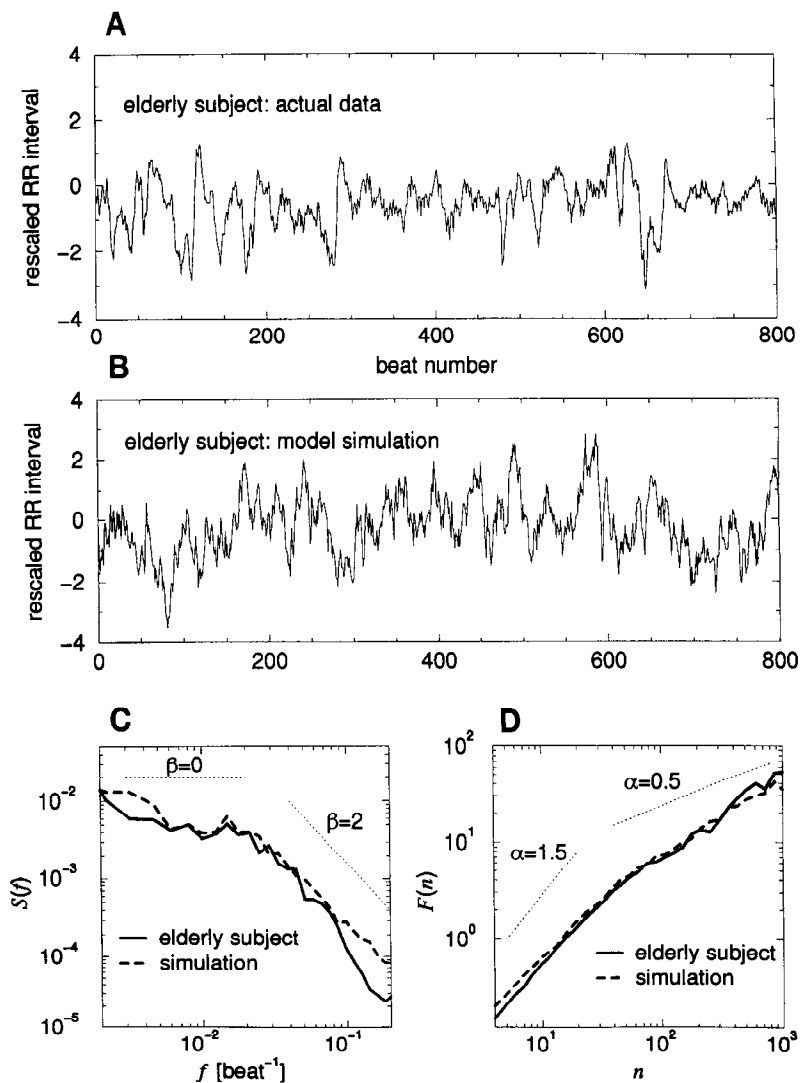 A
4
2
0
−2
−4
rescaled RR interval
elderly subject: actual data
0
200
400
600
800
beat number
B
4
2
0
−2
−4
rescaled RR interval
elderly subject: model simulation
0
200
400
600
800
C
10⁻²
10⁻³
10⁻⁴
10⁻⁵
S(f)
β=0
β=2
elderly subject
simulation
10⁻²
10⁻¹
f [beat⁻¹]
D
10²
10¹
10⁰
F(n)
α=0.5
α=1.5
elderly subject
simulation
10¹
10²
10³
n